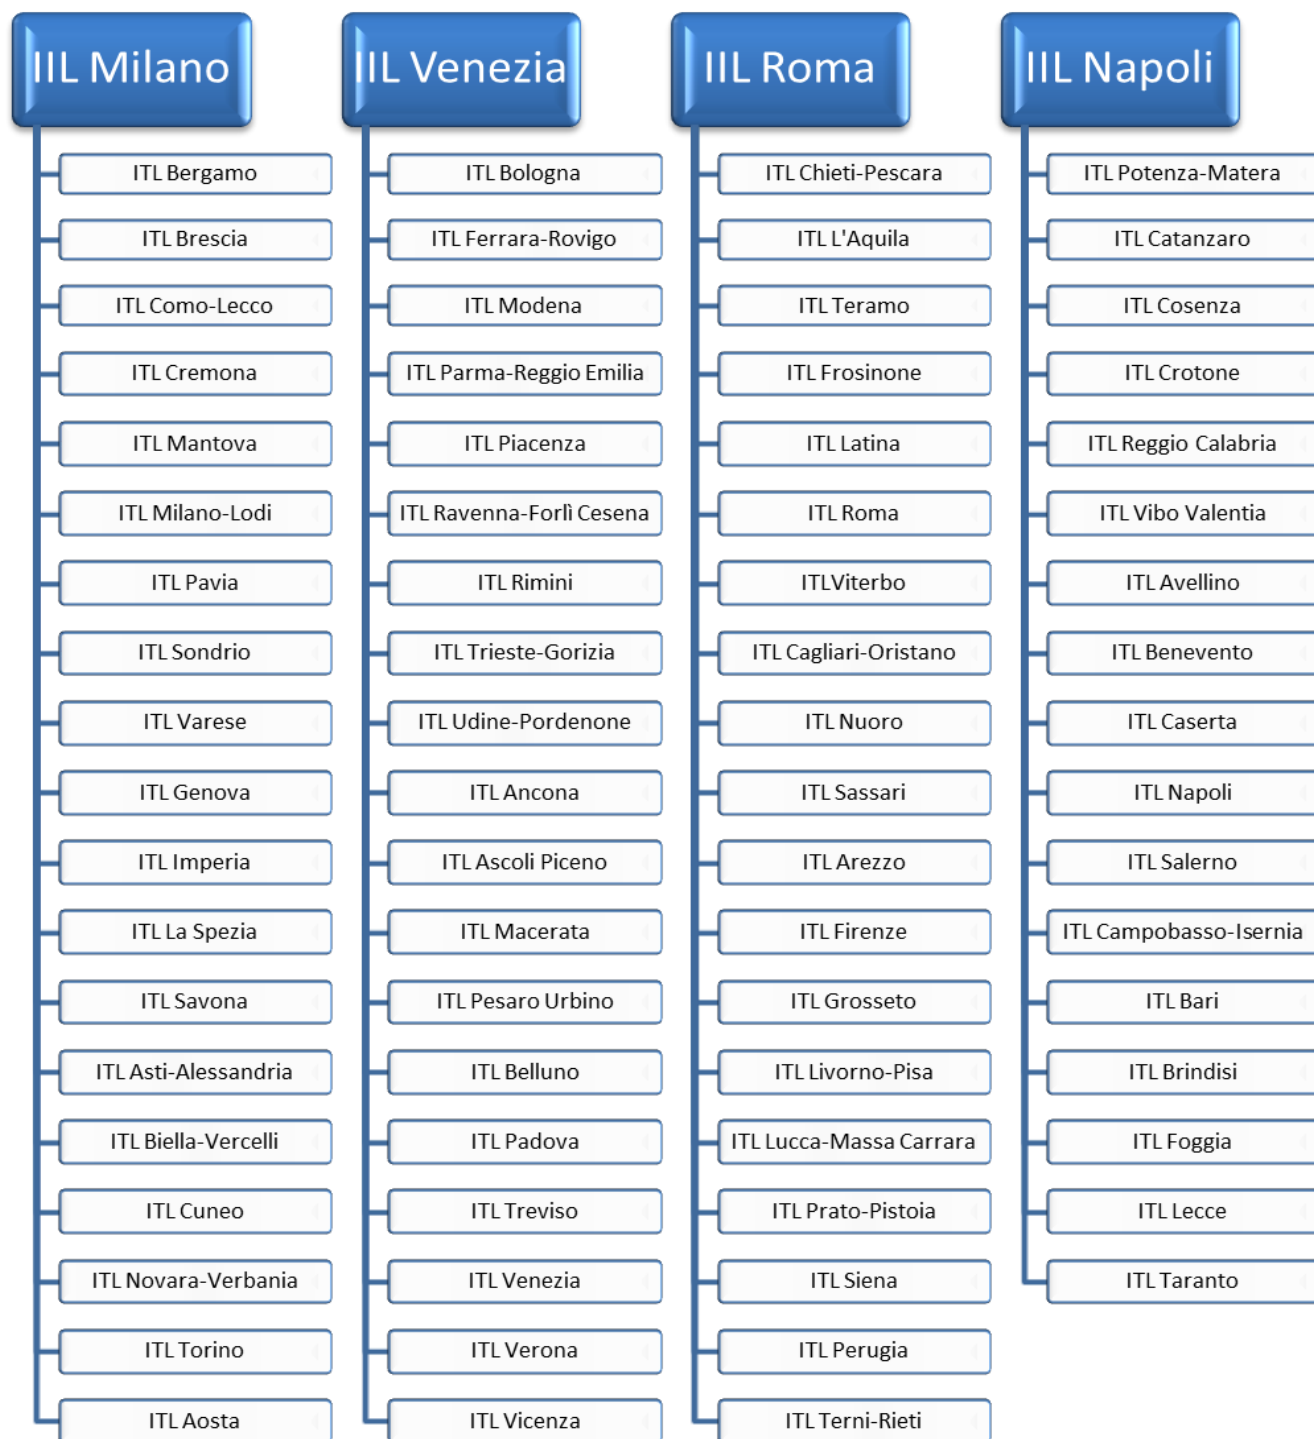 IIL Milano
ITL Bergamo
ITL Brescia
ITL Como-Lecco
ITL Cremona
ITL Mantova
ITL Milano-Lodi
ITL Pavia
ITL Sondrio
ITL Varese
ITL Genova
ITL Imperia
ITL La Spezia
ITL Savona
ITL Asti-Alessandria
ITL Biella-Vercelli
ITL Cuneo
ITL Novara-Verbania
ITL Torino
ITL Aosta
IIL Venezia
ITL Bologna
ITL Ferrara-Rovigo
ITL Modena
ITL Parma-Reggio Emilia
ITL Piacenza
ITL Ravenna-Forlì Cesena
ITL Rimini
ITL Trieste-Gorizia
ITL Udine-Pordenone
ITL Ancona
ITL Ascoli Piceno
ITL Macerata
ITL Pesaro Urbino
ITL Belluno
ITL Padova
ITL Treviso
ITL Venezia
ITL Verona
ITL Vicenza
IIL Roma
ITL Chieti-Pescara
ITL L'Aquila
ITL Teramo
ITL Frosinone
ITL Latina
ITL Roma
ITLViterbo
ITL Cagliari-Oristano
ITL Nuoro
ITL Sassari
ITL Arezzo
ITL Firenze
ITL Grosseto
ITL Livorno-Pisa
ITL Lucca-Massa Carrara
ITL Prato-Pistoia
ITL Siena
ITL Perugia
ITL Terni-Rieti
IIL Napoli
ITL Potenza-Matera
ITL Catanzaro
ITL Cosenza
ITL Crotone
ITL Reggio Calabria
ITL Vibo Valentia
ITL Avellino
ITL Benevento
ITL Caserta
ITL Napoli
ITL Salerno
ITL Campobasso-Isernia
ITL Bari
ITL Brindisi
ITL Foggia
ITL Lecce
ITL Taranto